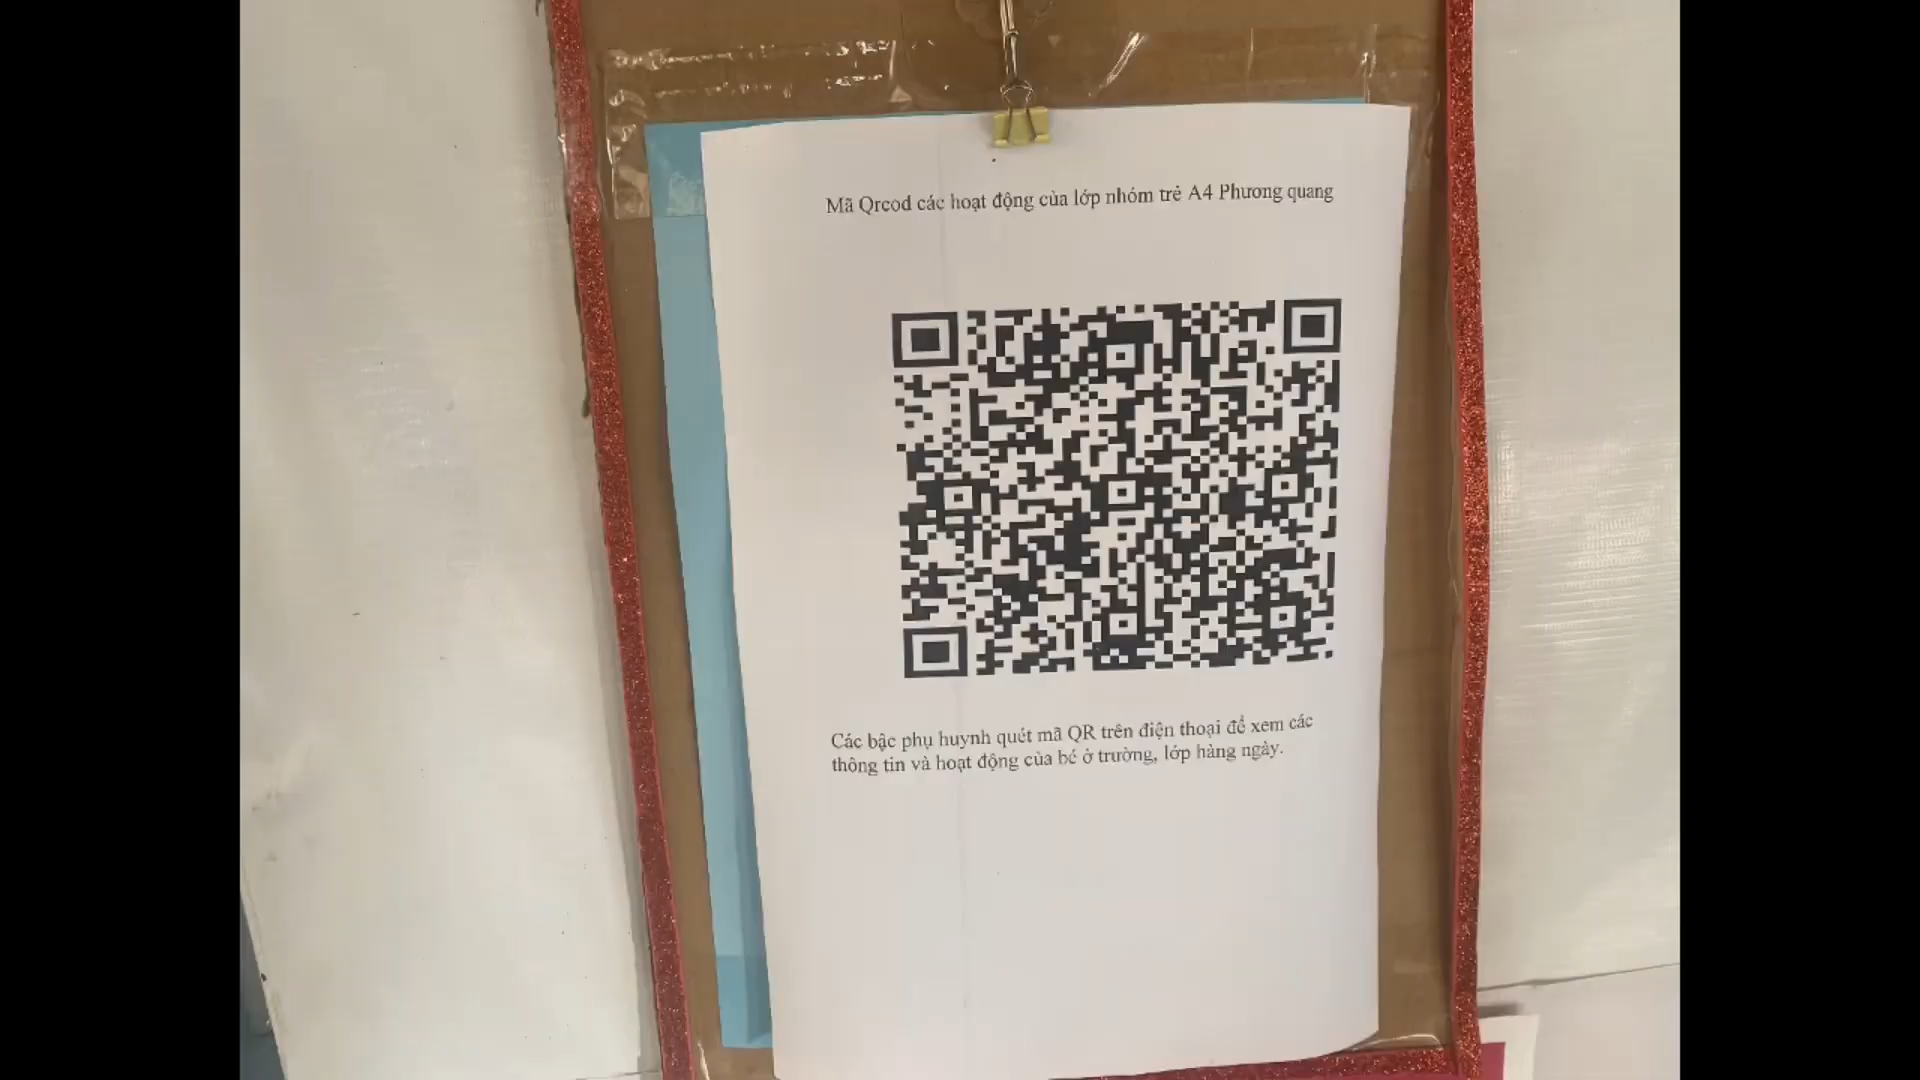 Mã Qrcod các hoạt động của lớp nhóm trẻ A4 Phương quang
Các bậc phụ huynh quét mã QR trên điện thoại để xem các
thông tin và hoạt động của bé ở trường, lớp hàng ngày.